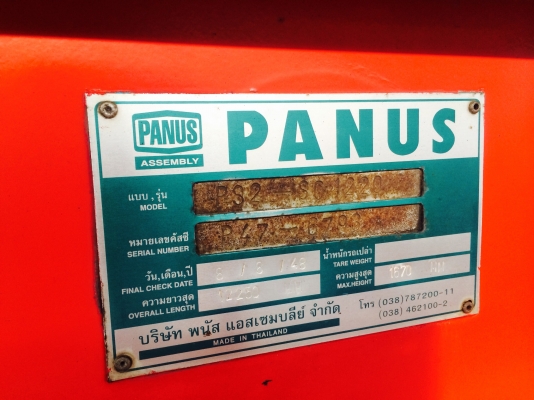 PANUS
ASSEMBLY
PANUS
แบบ , รุ่น
MODEL
หมายเลขคัสซี
SERIAL NUMBER
วัน,เดือน,ปี
FINAL CHECK DATE
น้ำหนักรถเปล่า
TARE WEIGHT
ความยาวสุด
OVERALL LENGTH
ความสูงสุด
MAX.HEIGHT
บริษัท พนัส แอสเซมบลีย์ จำกัด
MADE IN THAILAND
โทร (038)787200-11
(038) 462100-2